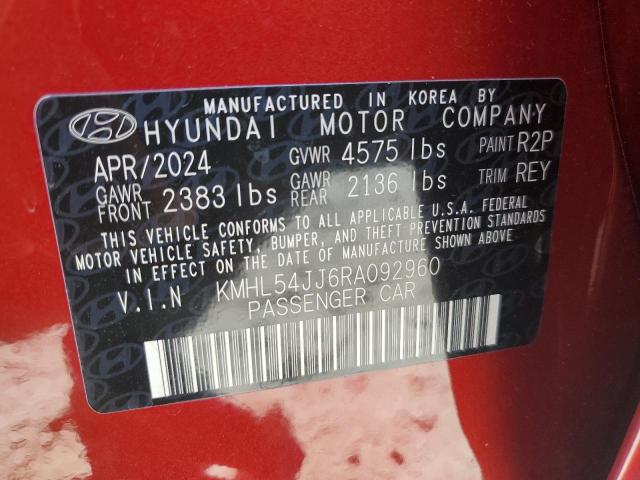 MANUFACTURED IN KOREA BY
HYUNDAI MOTOR COMPANY
APR/2024 GVWR 4575 lbs PAINT R2P
GAWR FRONT 2383 lbs GAWR REAR 2136 lbs TRIM REY
THIS VEHICLE CONFORMS TO ALL APPLICABLE U.S.A. FEDERAL
MOTOR VEHICLE SAFETY, BUMPER, AND THEFT PREVENTION STANDARDS
IN EFFECT ON THE DATE OF MANUFACTURE SHOWN ABOVE.
V.I.N KMHL54JJ6RA092960
PASSENGER CAR